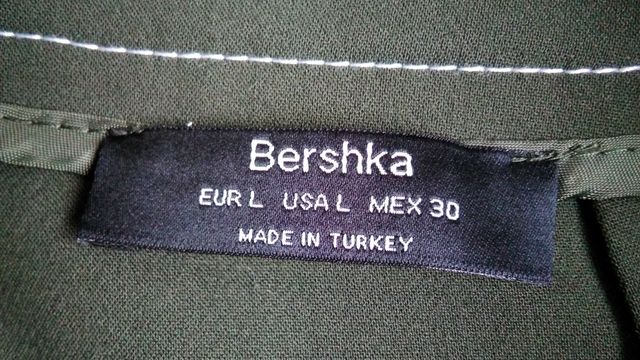 Bershka
EUR L USA L MEX 30
MADE IN TURKEY